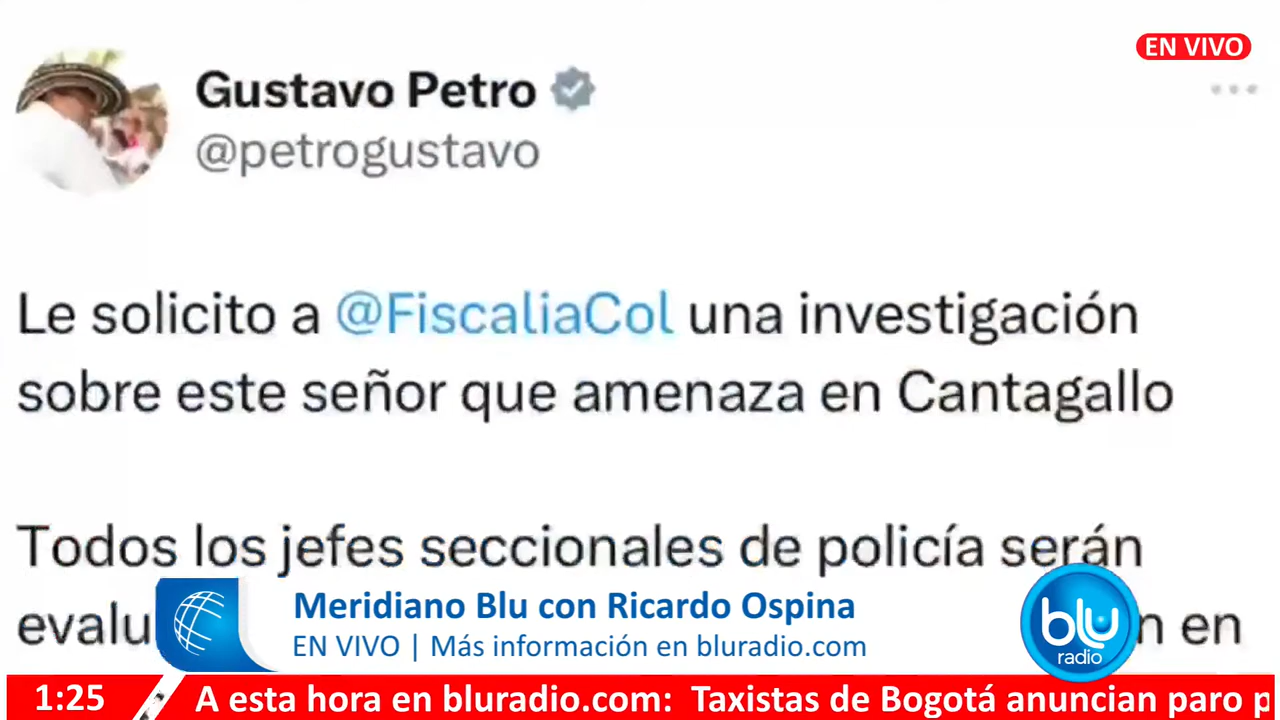 EN VIVO
Gustavo Petro
@petrogustavo
Le solicito a @FiscaliaCol una investigación
sobre este señor que amenaza en Cantagallo
Todos los jefes seccionales de policía serán
en
Meridiano Blu con Ricardo Ospina
EN VIVO | Más información en bluradio.com
blu
radio
1:25
A esta hora en bluradio.com: Taxistas de Bogotá anuncian paro